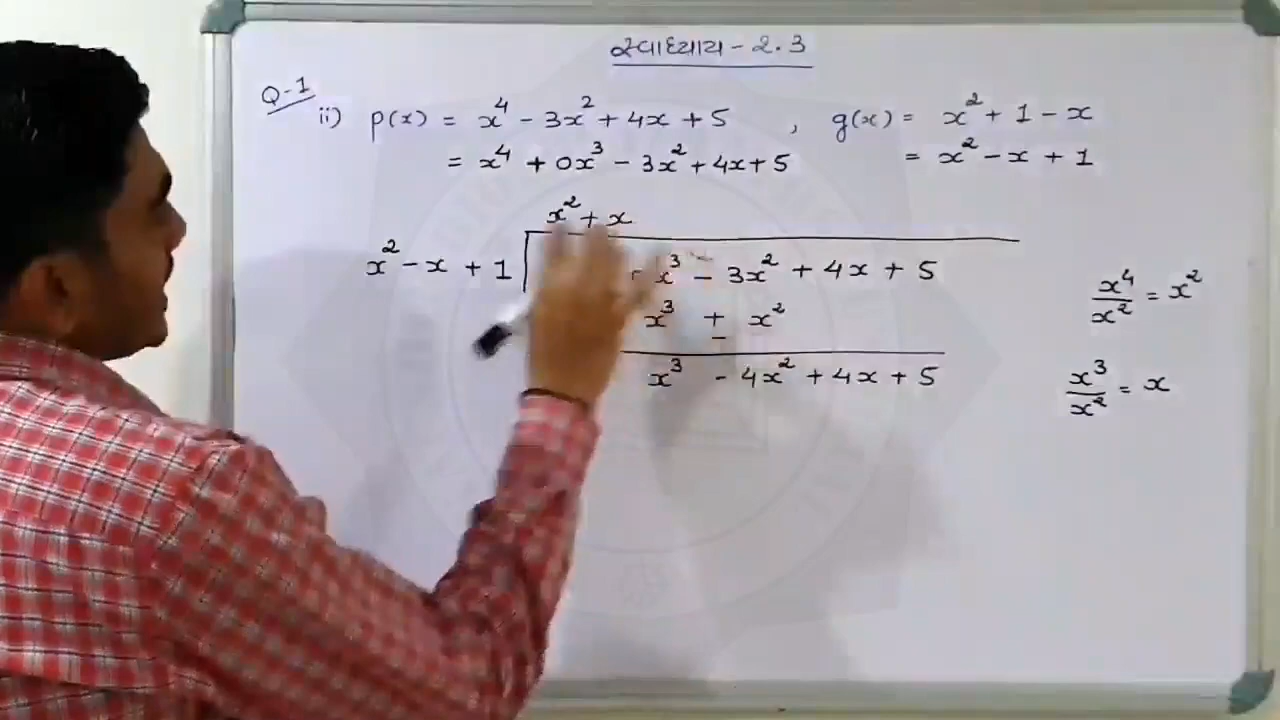 સ્વાધ્યાય - 2.3
Q-1
ii) p(x) = x⁴ - 3x² + 4x + 5 , g(x) = x² + 1 - x
= x⁴ + 0x³ - 3x² + 4x + 5 = x² - x + 1
x² + x
x² - x + 1 x³ - 3x² + 4x + 5
x³ + x²
-
x³ - 4x² + 4x + 5
x⁴/x² = x²
x³/x² = x